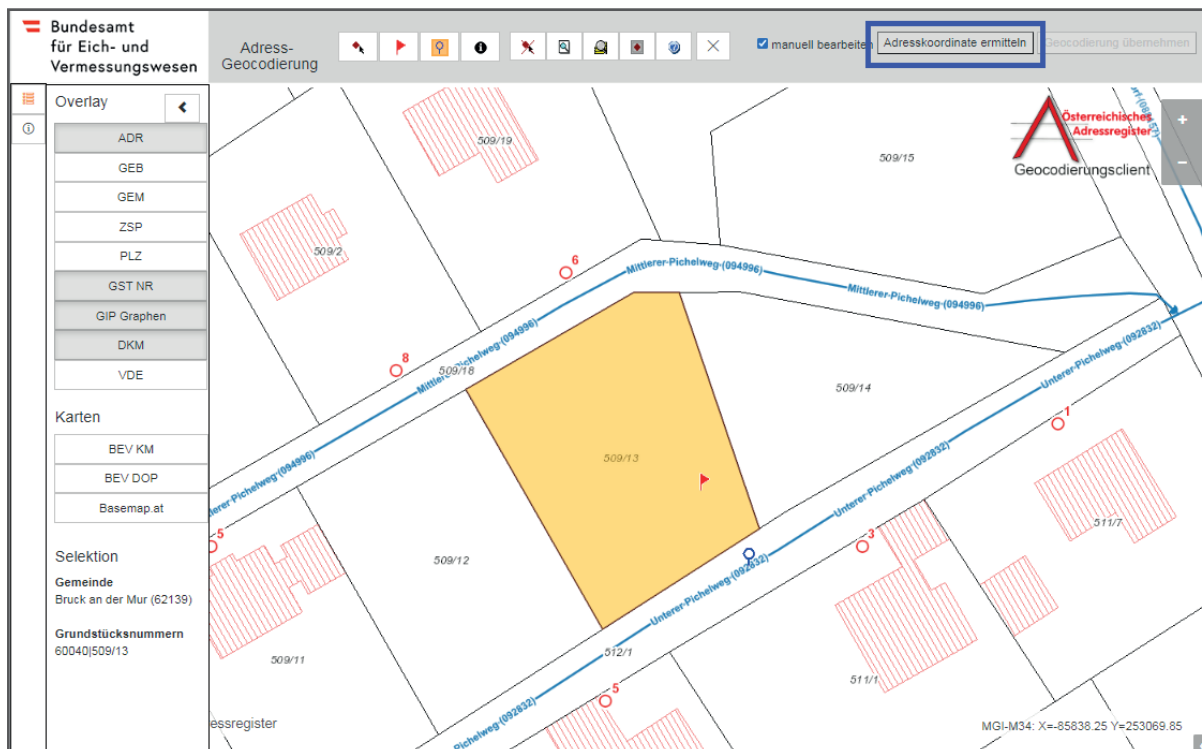 Bundesamt
für Eich- und
Vermessungswesen
Adress-
Geocodierung
manuell bearbeiten
Adresskoordinate ermitteln
Geocodierung übernehmen
Overlay
ADR
GEB
GEM
ZSP
PLZ
GST NR
GIP Graphen
DKM
VDE
Karten
BEV KM
BEV DOP
Basemap.at
Selektion
Gemeinde
Bruck an der Mur (62139)
Grundstücksnummern
60040|509/13
Österreichisches
Adressregister
Geocodierungsclient
+
−
509/19
509/15
509/2
6
Mittlerer-Pichelweg (094996)
Mittlerer-Pichelweg (094996)
Mittlerer-Pichelweg (094996)
8
509/18
509/14
Unterer-Pichelweg (092832)
1
509/13
Unterer-Pichelweg (092832)
511/7
5
3
509/12
Unterer-Pichelweg (092832)
509/11
512/1
511/1
5
essregister
MGI-M34: X=-85838.25 Y=253069.85